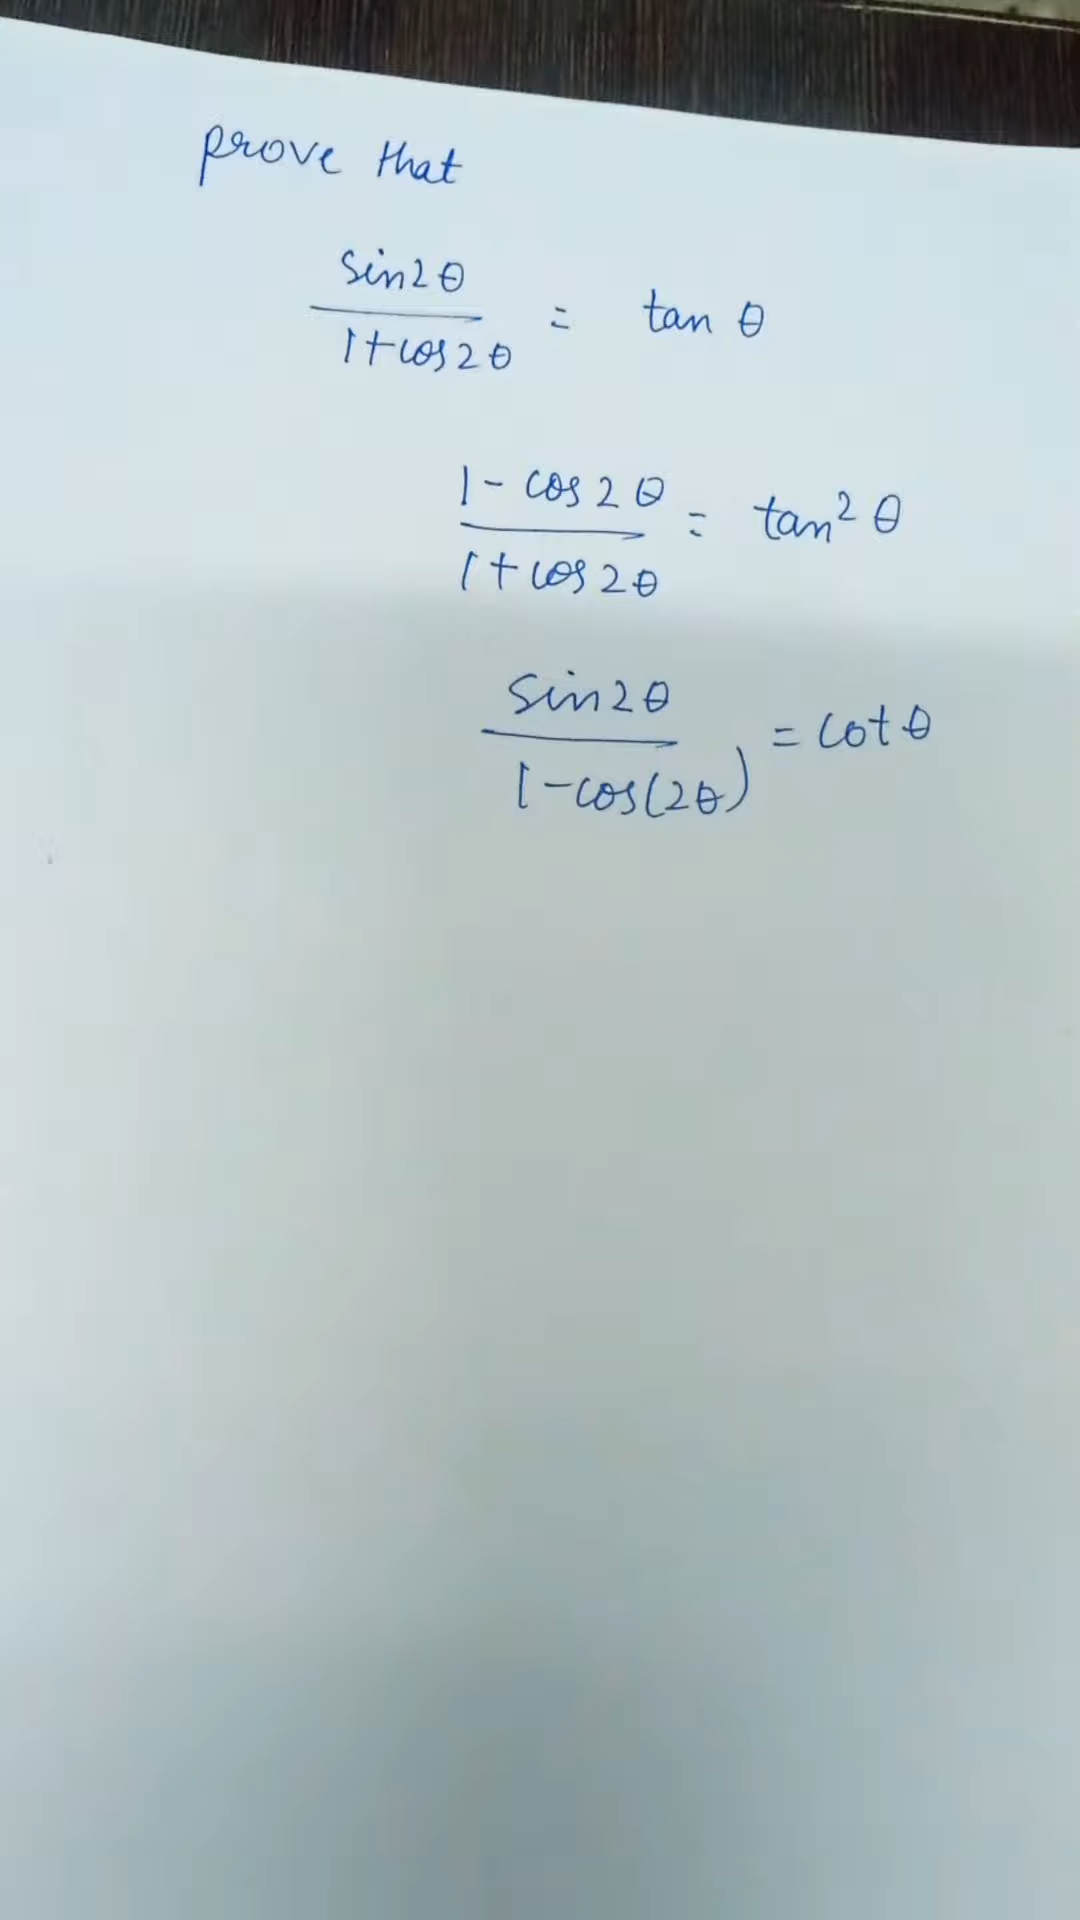 prove that
sin2θ
1+cos2θ
= tan θ
1 - cos 2θ
1 + cos 2θ
= tan² θ
sin2θ
1-cos(2θ)
= cot θ